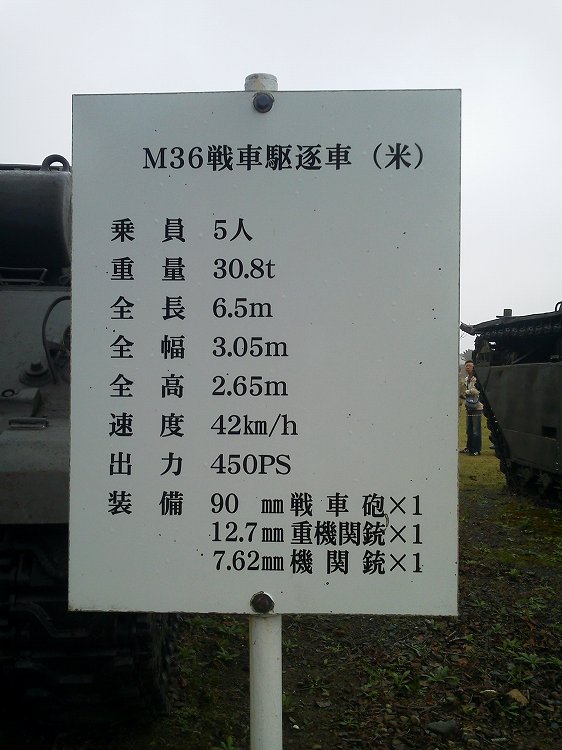 M36戦車駆逐車（米）
乗員 5人
重量 30.8t
全長 6.5m
全幅 3.05m
全高 2.65m
速度 42km/h
出力 450PS
装備 90㎜戦車砲×1
12.7㎜重機関銃×1
7.62㎜機関銃×1